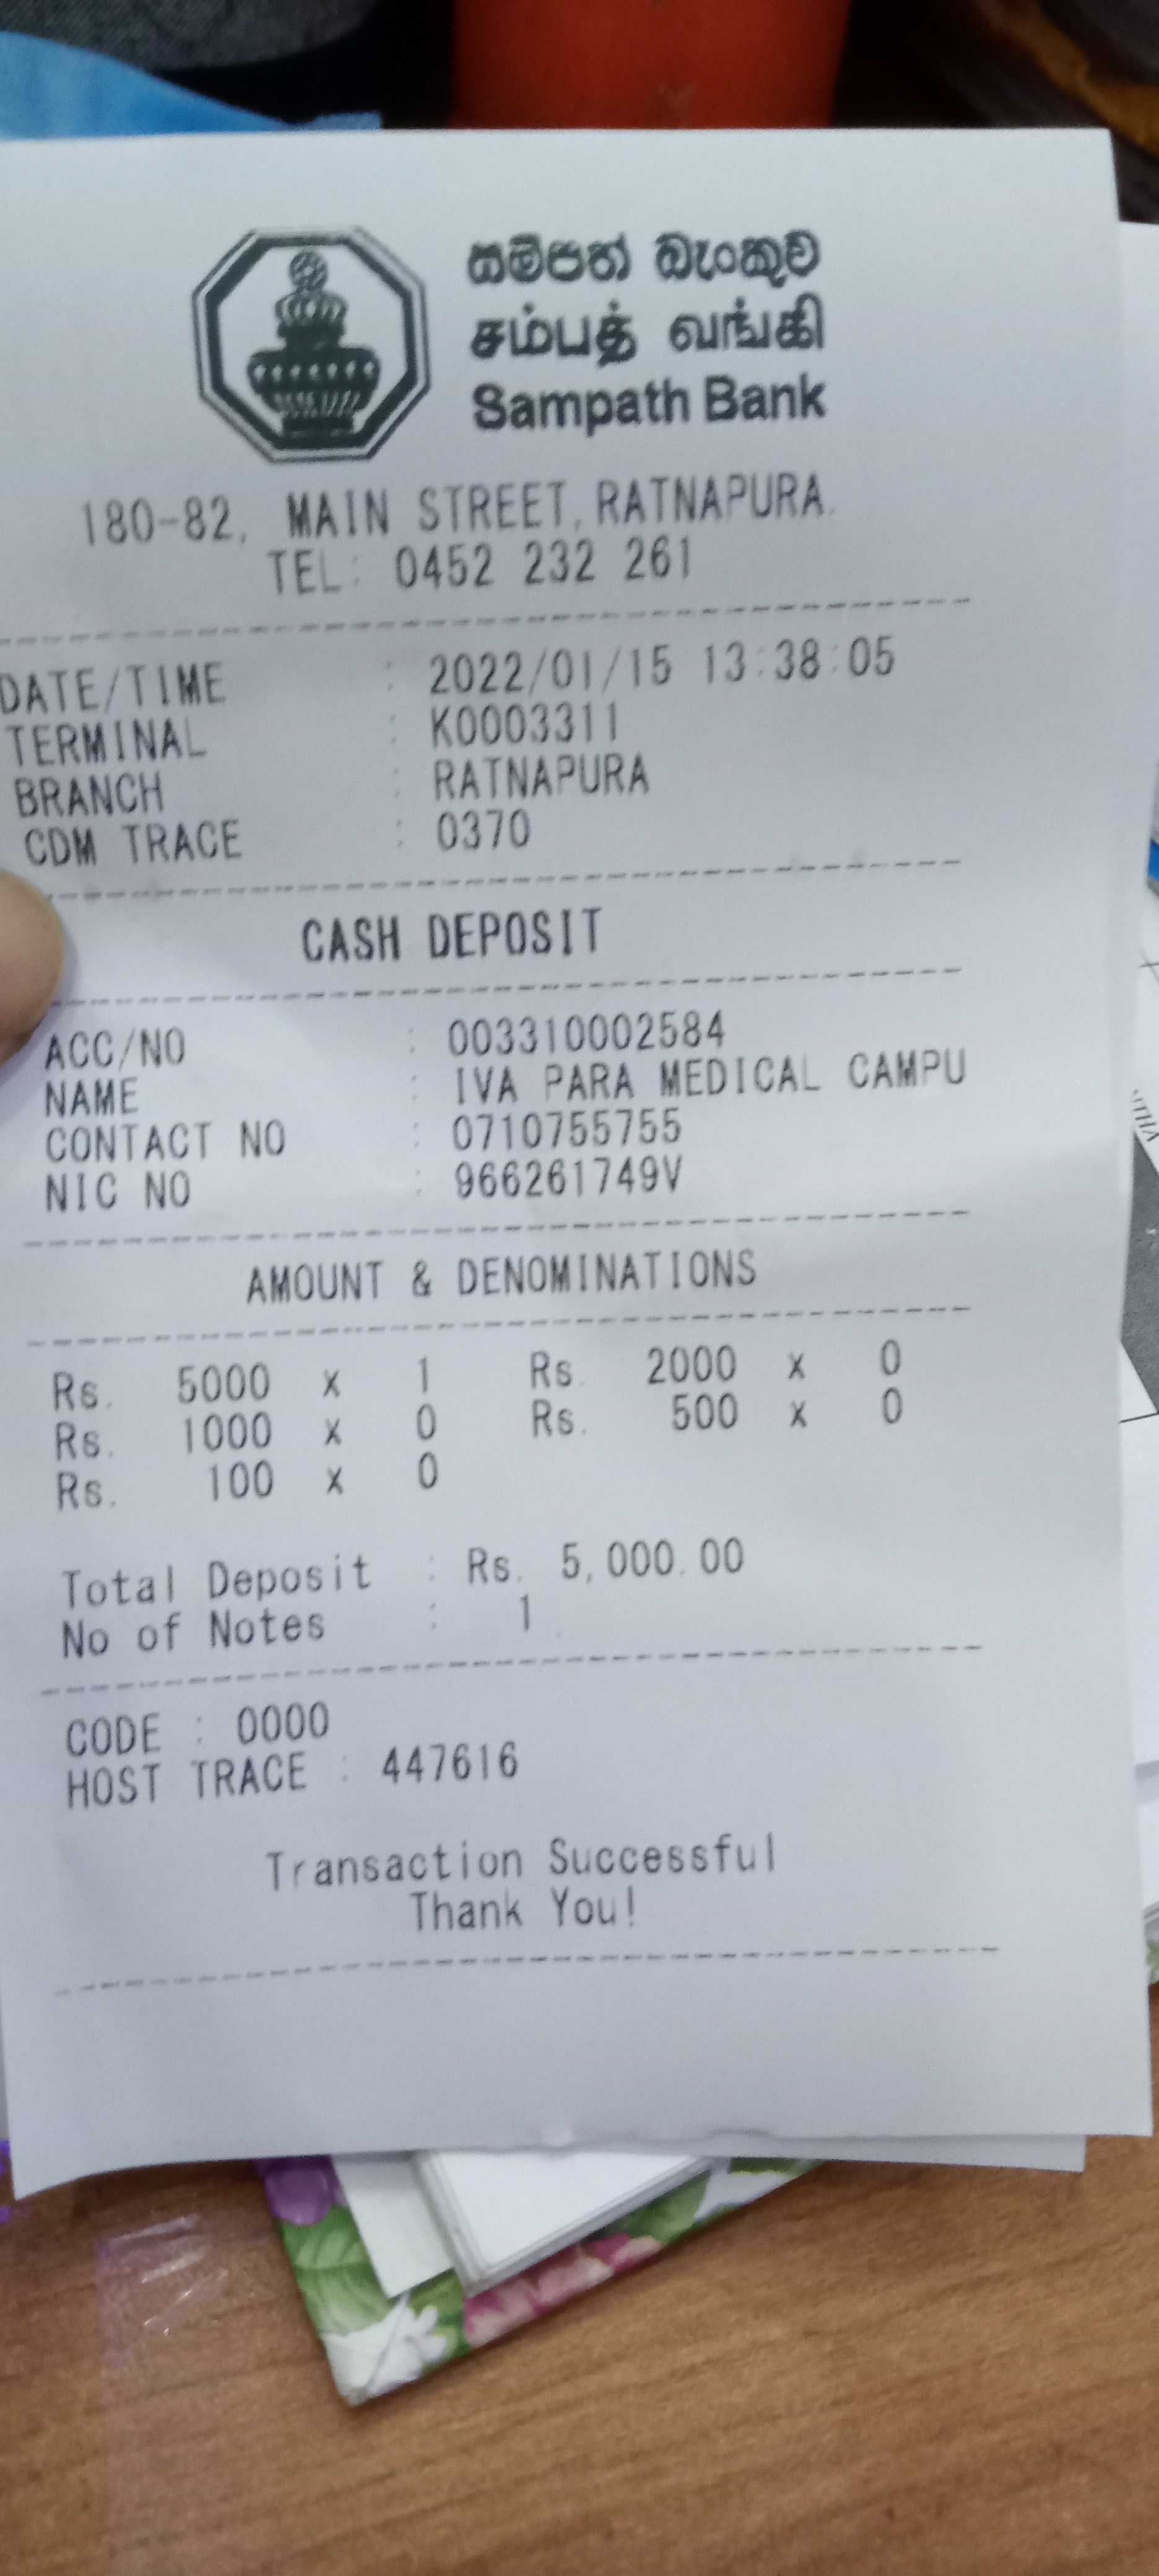 සම්පත් බැංකුව
சம்பத் வங்கி
Sampath Bank
180-82, MAIN STREET, RATNAPURA.
TEL: 0452 232 261
DATE/TIME : 2022/01/15 13:38:05
TERMINAL : K0003311
BRANCH : RATNAPURA
CDM TRACE : 0370
CASH DEPOSIT
ACC/NO : 003310002584
NAME : IVA PARA MEDICAL CAMPU
CONTACT NO : 0710755755
NIC NO : 966261749V
AMOUNT & DENOMINATIONS
Rs. 5000 x 1 Rs. 2000 x 0
Rs. 1000 x 0 Rs. 500 x 0
Rs. 100 x 0
Total Deposit : Rs. 5,000.00
No of Notes : 1
CODE : 0000
HOST TRACE : 447616
Transaction Successful
Thank You!